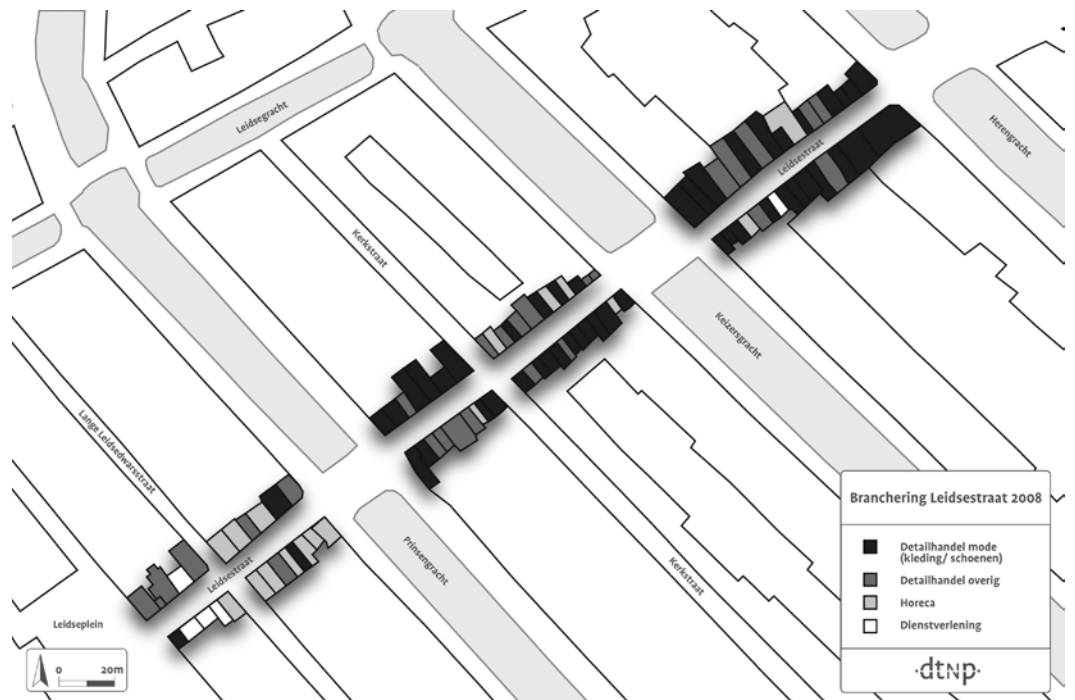 Leidsegracht
Herengracht
Leidsestraat
Kerkstraat
Keizersgracht
Lange Leidsedwarsstraat
Branchering Leidsestraat 2008
Detailhandel mode
(kleding/ schoenen)
Detailhandel overig
Horeca
Dienstverlening
·dtNp·
Prinsengracht
Leidsestraat
Kerkstraat
Leidseplein
0 20m